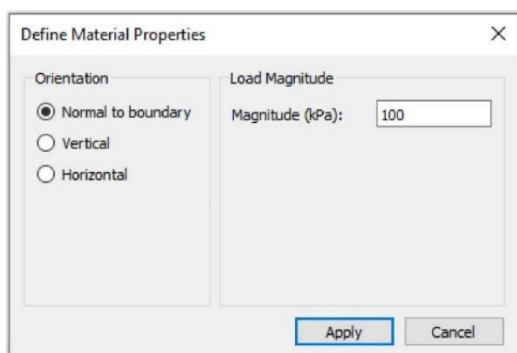 Define Material Properties
Orientation
Normal to boundary
Vertical
Horizontal
Load Magnitude
Magnitude (kPa): 100
Apply Cancel